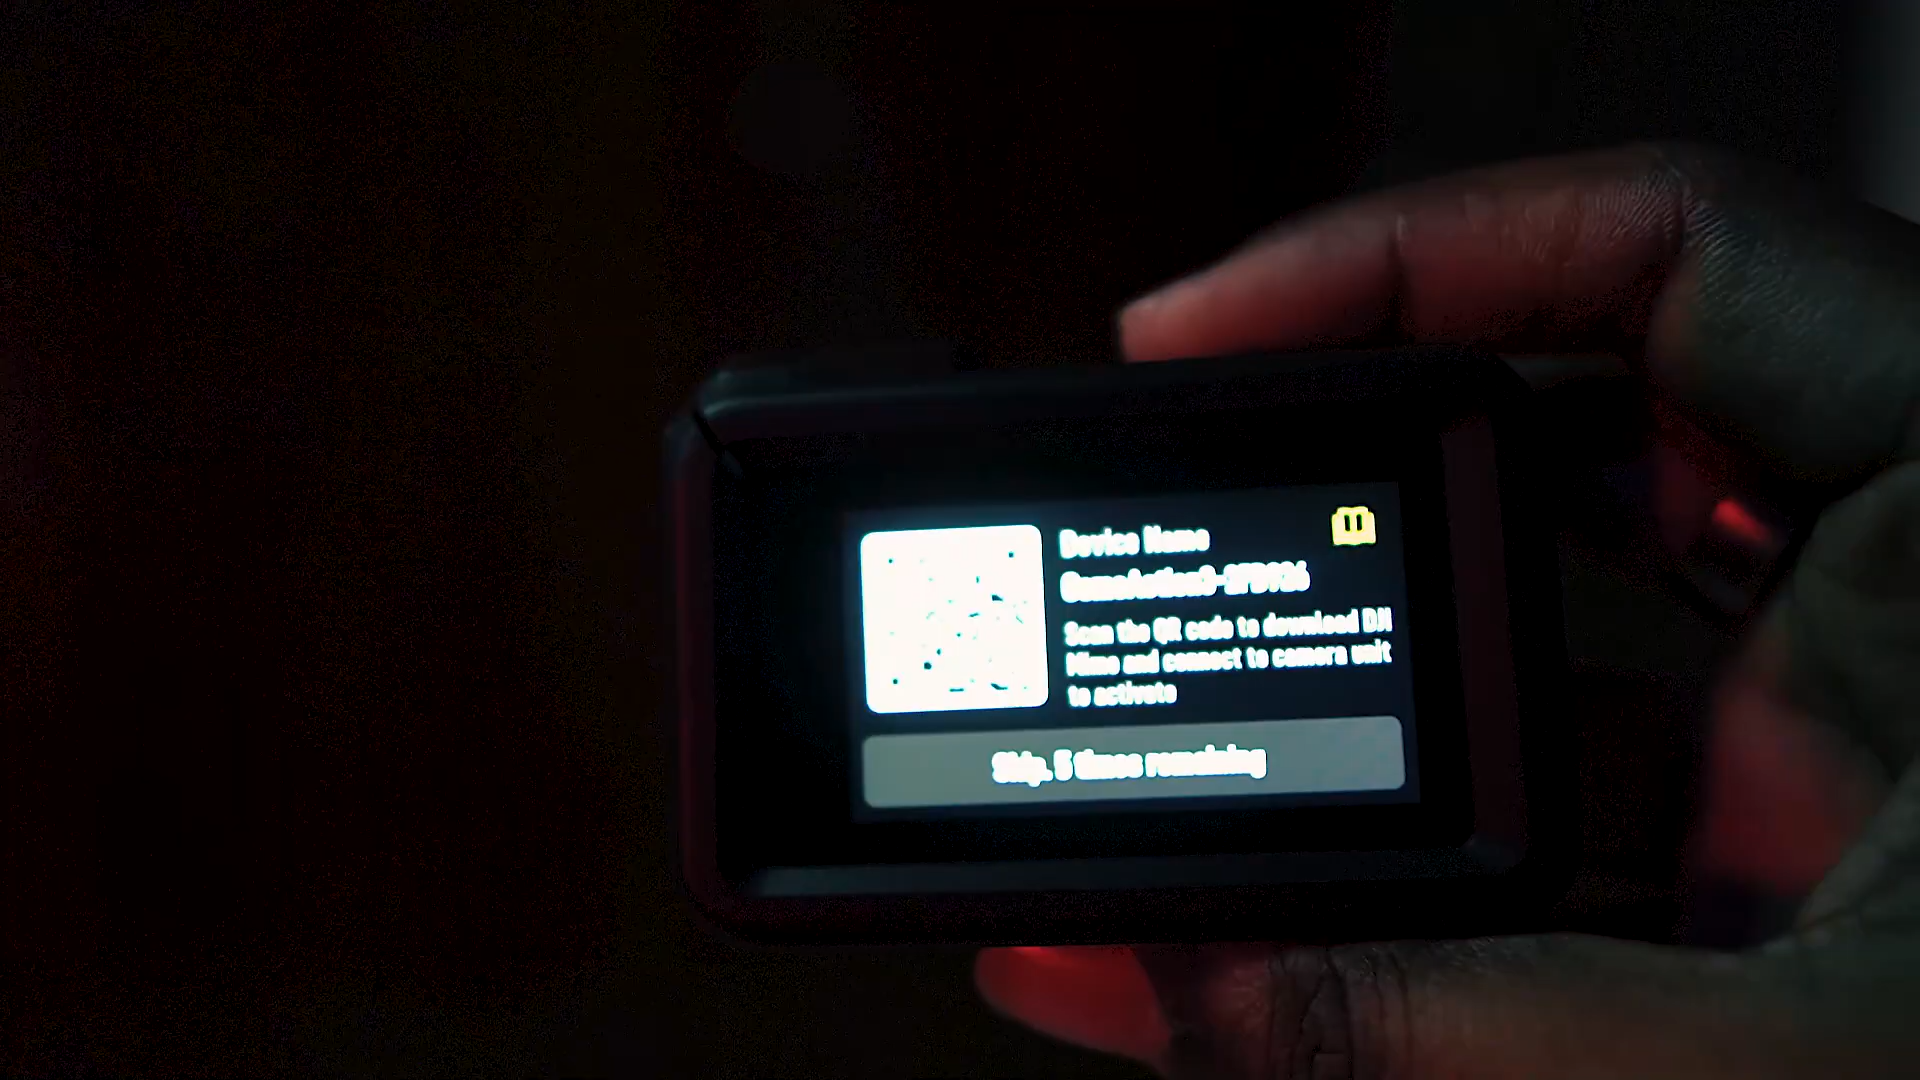 Device Name
Scan the QR code to download DJI
Mimo and connect to camera unit
to activate
Skip. 5 times remaining